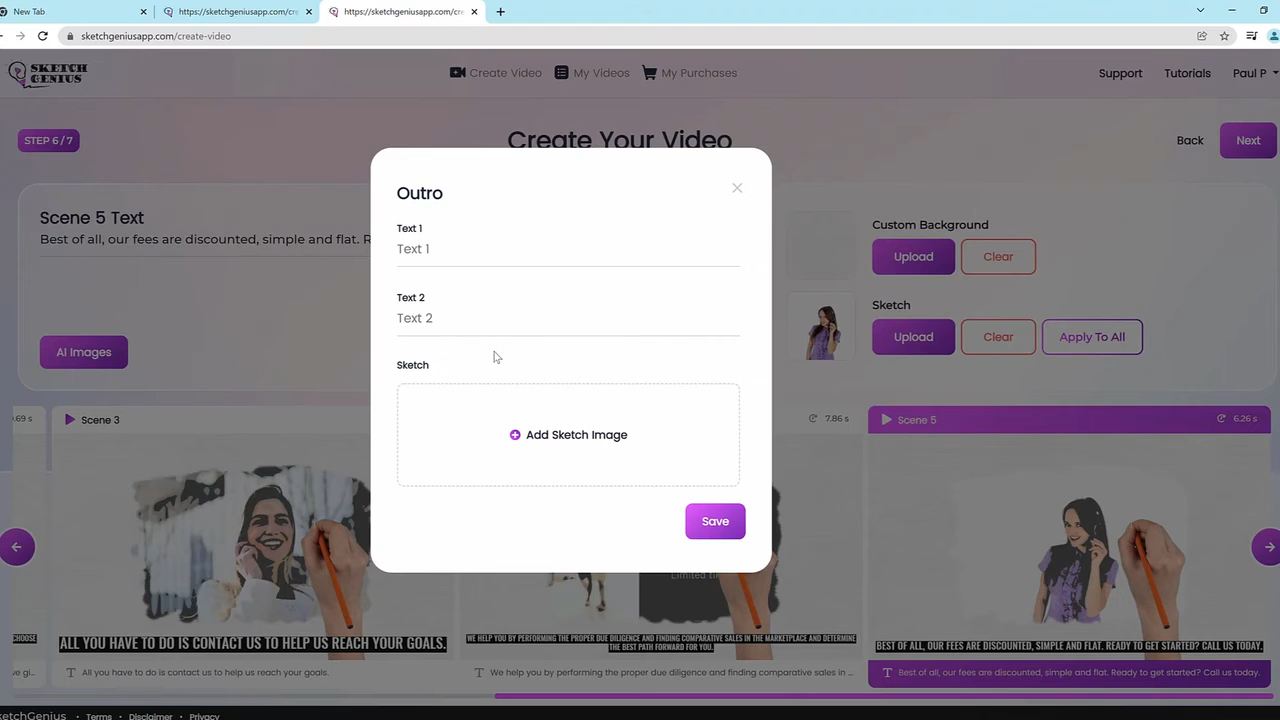 New Tab
https://sketchgeniusapp.com/cre
https://sketchgeniusapp.com/cre
sketchgeniusapp.com/create-video
SKETCH
GENIUS
Create Video
My Videos
My Purchases
Support
Tutorials
Paul P
STEP 6 / 7
Create Your Video
Back
Next
Outro
Text 1
Text 1
Text 2
Text 2
Sketch
Add Sketch Image
Save
Scene 5 Text
Best of all, our fees are discounted, simple and flat. R
AI Images
Custom Background
Upload
Clear
Sketch
Upload
Clear
Apply To All
.69 s
Scene 3
7.86 s
Scene 5
6.26 s
Limited ti
CHOOSE
ALL YOU HAVE TO DO IS CONTACT US TO HELP US REACH YOUR GOALS.
WE HELP YOU BY PERFORMING THE PROPER DUE DILIGENCE AND FINDING COMPARATIVE SALES IN THE MARKETPLACE AND DETERMINE
THE BEST PATH FORWARD FOR YOU.
BEST OF ALL, OUR FEES ARE DISCOUNTED, SIMPLE AND FLAT. READY TO GET STARTED? CALL US TODAY.
we gi...
All you have to do is contact us to help us reach your goals.
We help you by performing the proper due diligence and finding comparative sales in ...
Best of all, our fees are discounted, simple and flat. Ready to get started? Call us today.
ketchGenius
Terms
Disclaimer
Privacy